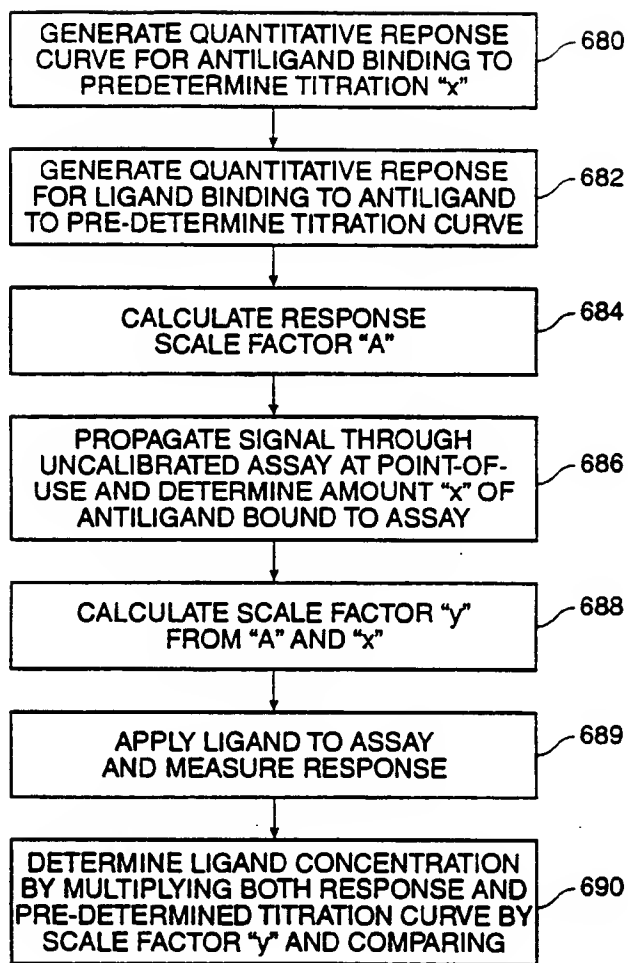 GENERATE QUANTITATIVE REPONSE
CURVE FOR ANTILIGAND BINDING TO
PREDETERMINE TITRATION "x"
680
GENERATE QUANTITATIVE REPONSE
FOR LIGAND BINDING TO ANTILIGAND
TO PRE-DETERMINE TITRATION CURVE
682
CALCULATE RESPONSE
SCALE FACTOR "A"
684
PROPAGATE SIGNAL THROUGH
UNCALIBRATED ASSAY AT POINT-OF-
USE AND DETERMINE AMOUNT "x" OF
ANTILIGAND BOUND TO ASSAY
686
CALCULATE SCALE FACTOR "y"
FROM "A" AND "x"
688
APPLY LIGAND TO ASSAY
AND MEASURE RESPONSE
689
DETERMINE LIGAND CONCENTRATION
BY MULTIPLYING BOTH RESPONSE AND
PRE-DETERMINED TITRATION CURVE BY
SCALE FACTOR "y" AND COMPARING
690